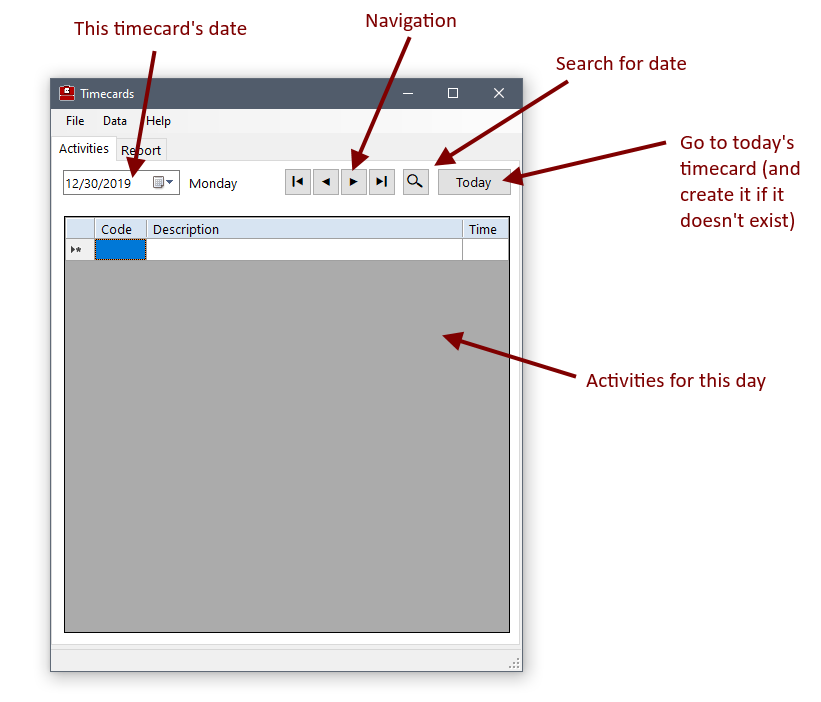 This timecard's date
Navigation
Search for date
Go to today's
timecard (and
create it if it
doesn't exist)
Timecards
File Data Help
Activities Report
12/30/2019 Monday Today
Code Description Time
Activities for this day